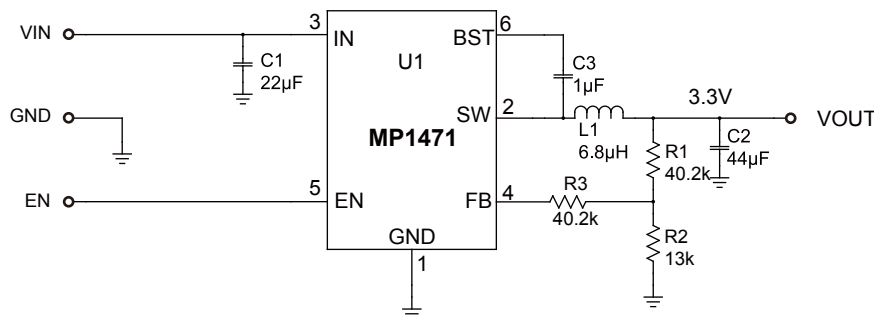 VIN
3
IN
6
BST
U1
C1
22µF
C3
1µF
GND
SW
2
3.3V
VOUT
MP1471
L1
6.8µH
R1
40.2k
C2
44µF
EN
5
EN
FB
4
R3
40.2k
GND
1
R2
13k